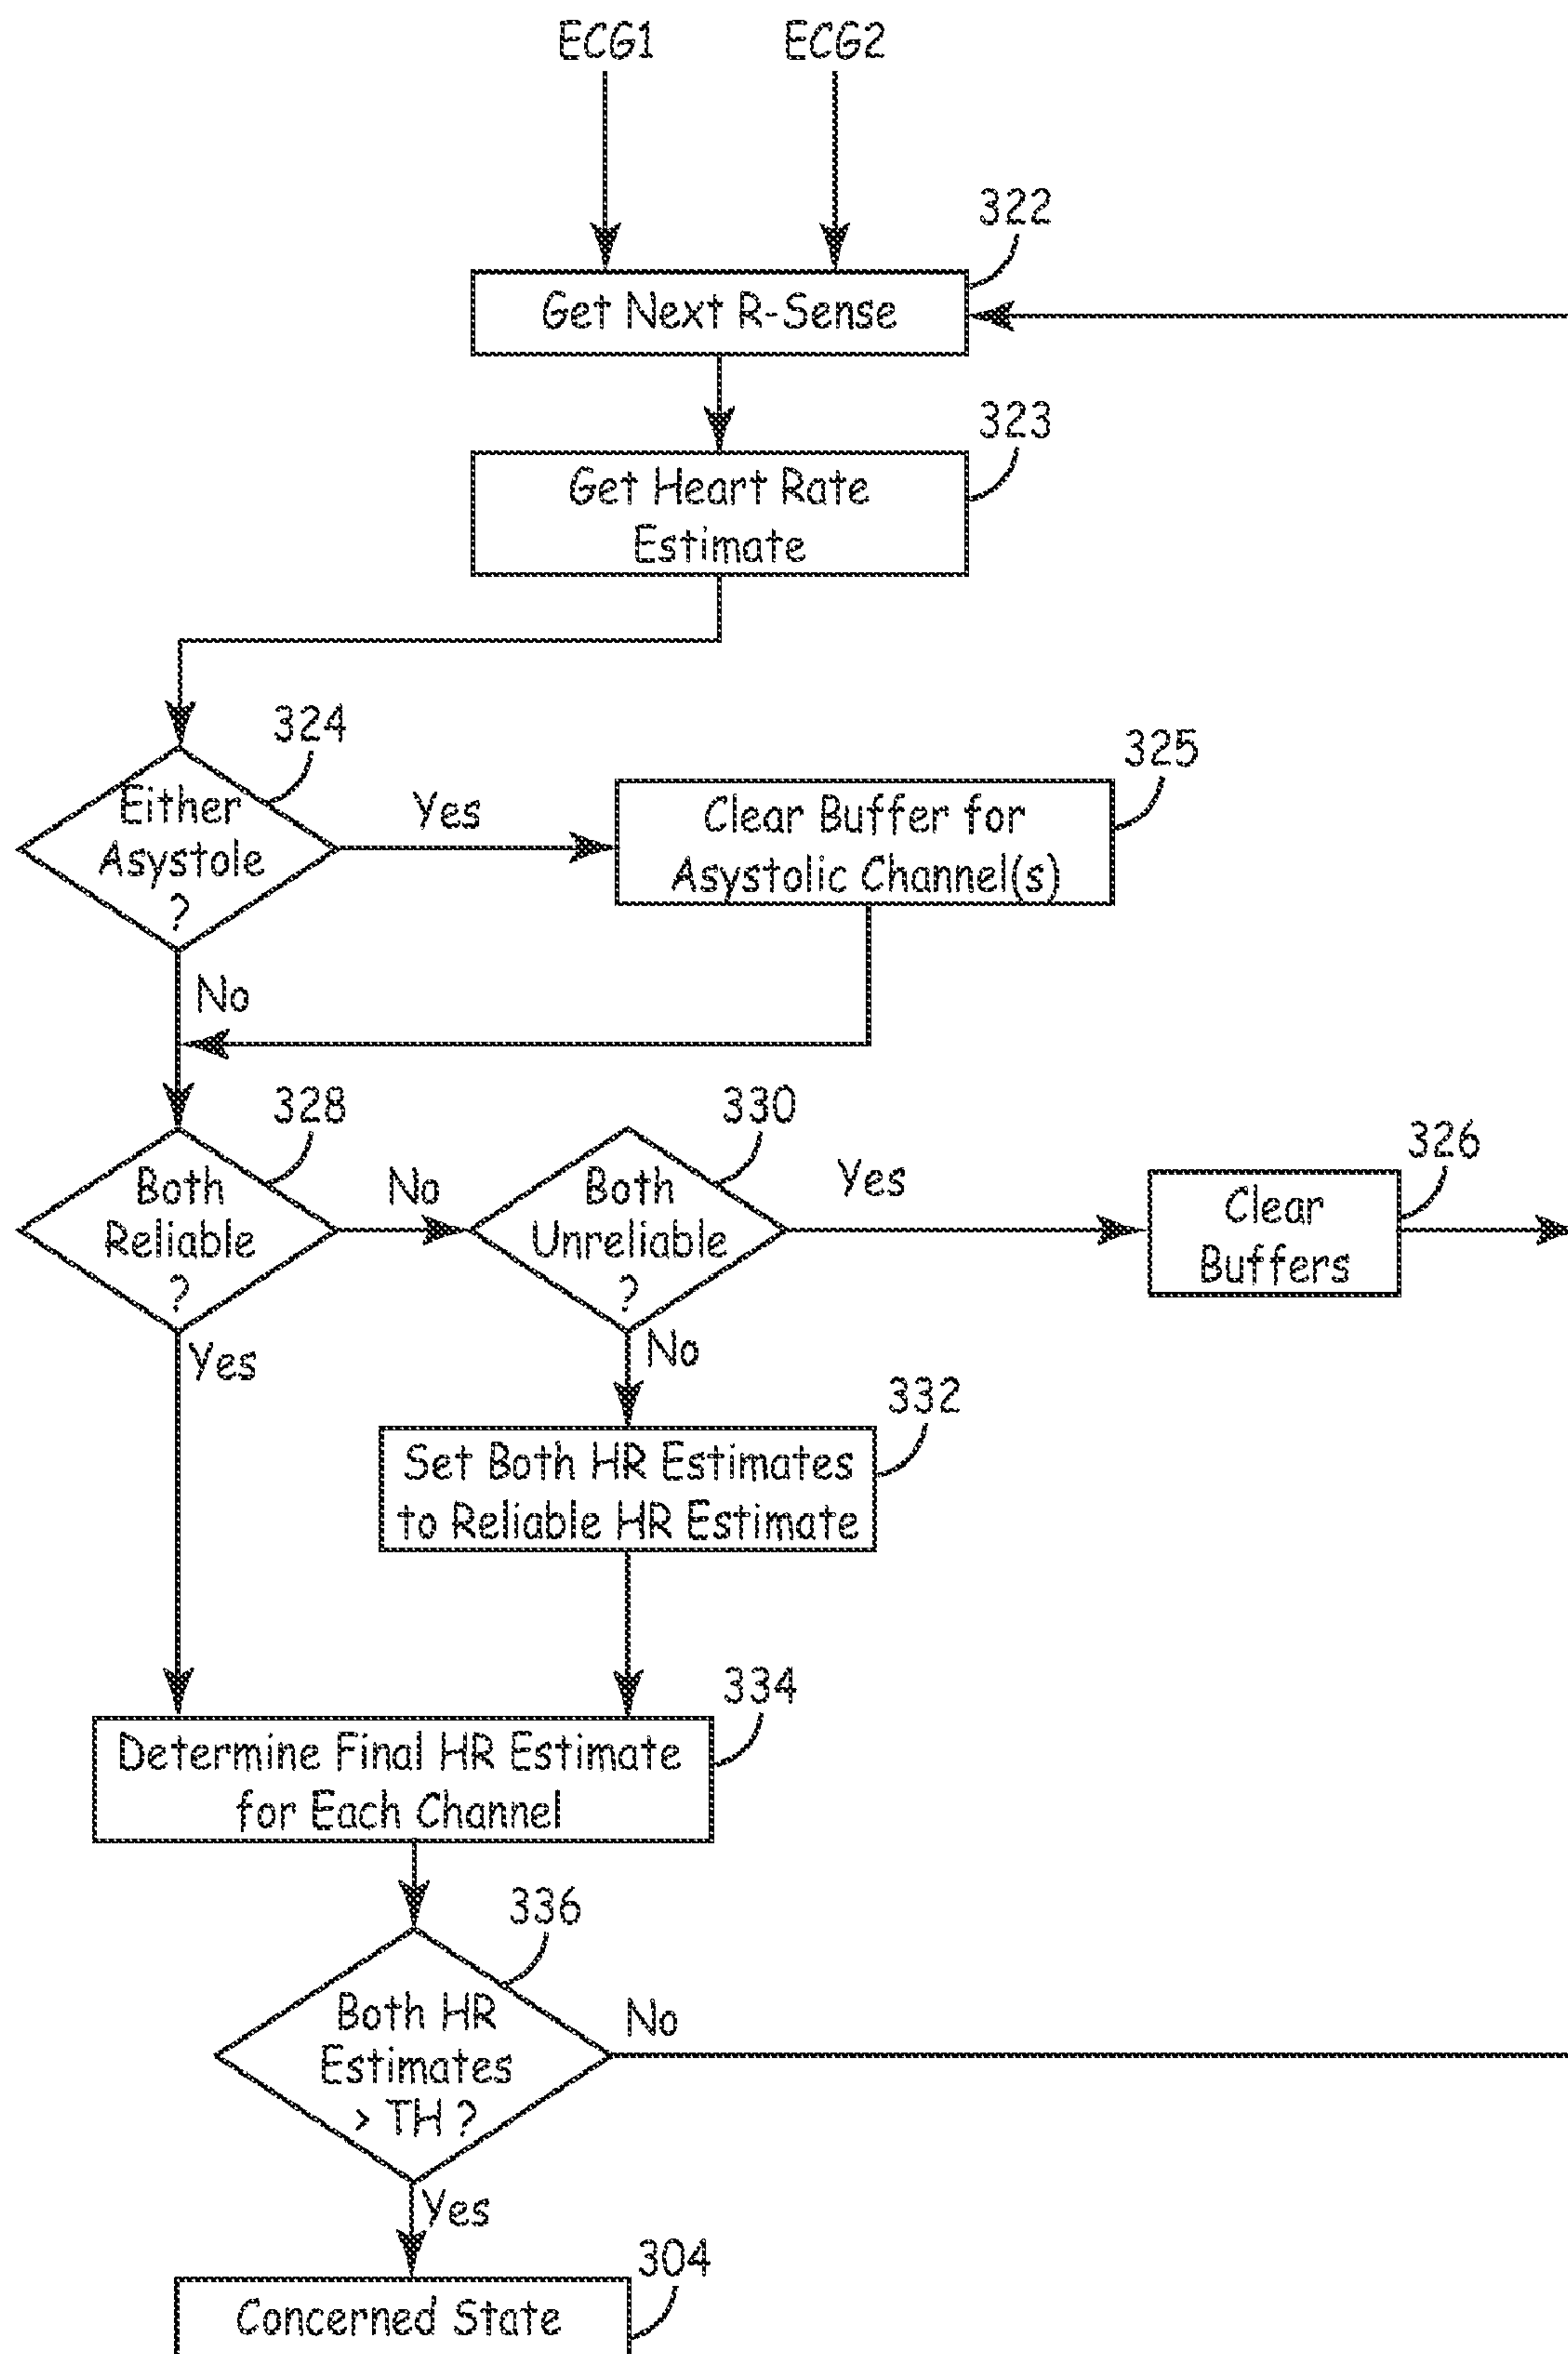 ECG1
ECG2
322
Get Next R-Sense
323
Get Heart Rate
Estimate
324
Either
Asystole
?
Yes
325
Clear Buffer for
Asystolic Channel(s)
No
328
Both
Reliable
?
No
330
Both
Unreliable
?
Yes
326
Clear
Buffers
Yes
No
332
Set Both HR Estimates
to Reliable HR Estimate
334
Determine Final HR Estimate
for Each Channel
336
Both HR
Estimates
> TH ?
No
Yes
304
Concerned State